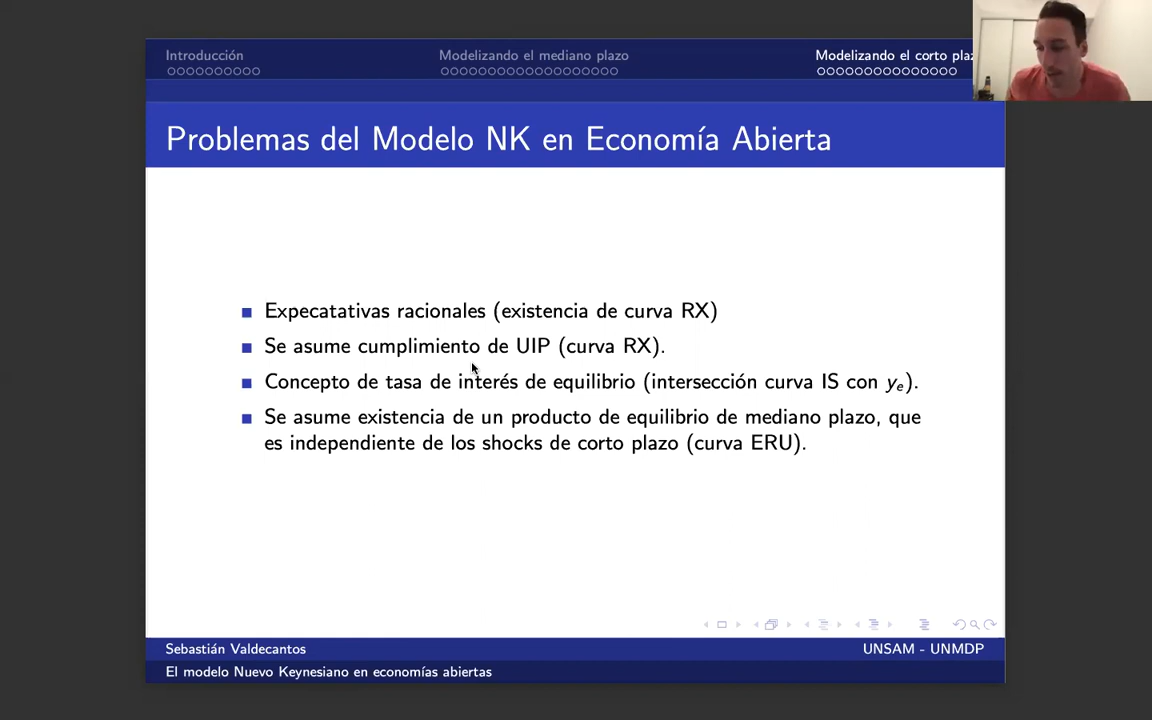 Introducción
Modelizando el mediano plazo
Modelizando el corto plaz
Problemas del Modelo NK en Economía Abierta
Expecatativas racionales (existencia de curva RX)
Se asume cumplimiento de UIP (curva RX).
Concepto de tasa de interés de equilibrio (intersección curva IS con yₑ).
Se asume existencia de un producto de equilibrio de mediano plazo, que
es independiente de los shocks de corto plazo (curva ERU).
Sebastián Valdecantos
UNSAM - UNMDP
El modelo Nuevo Keynesiano en economías abiertas